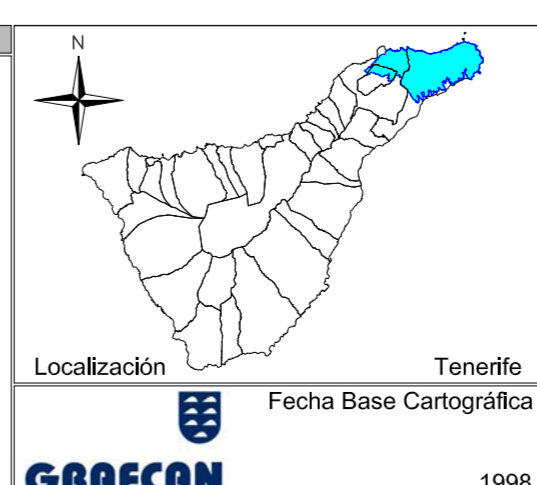 N
Localización
Tenerife
Fecha Base Cartográfica
GRAFCAN
1998